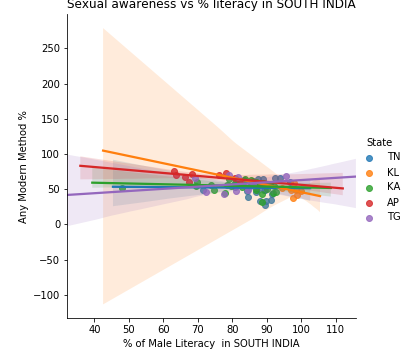 Sexual awareness vs % literacy in SOUTH INDIA
Any Modern Method %
250
200
150
100
50
0
−50
−100
40 50 60 70 80 90 100 110
% of Male Literacy in SOUTH INDIA
State
TN
KL
KA
AP
TG